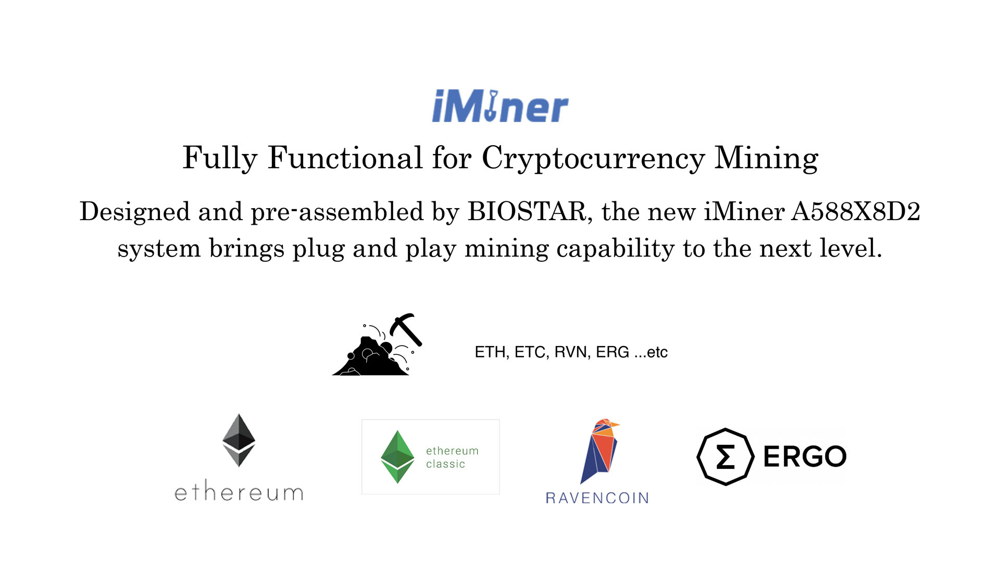 iMiner
Fully Functional for Cryptocurrency Mining
Designed and pre-assembled by BIOSTAR, the new iMiner A588X8D2
system brings plug and play mining capability to the next level.
ETH, ETC, RVN, ERG ...etc
ethereum
ethereum
classic
RAVENCOIN
Σ ERGO